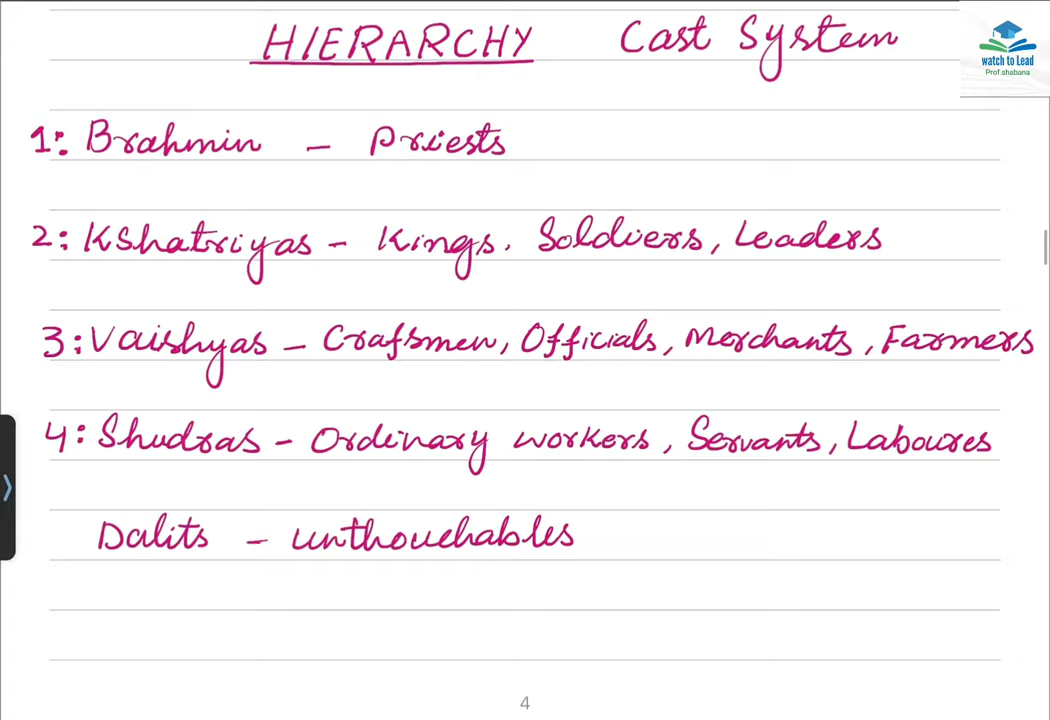 HIERARCHY Cast System
watch to Lead
Prof.shabana
1: Brahmin - Priests
2: Kshatriyas - Kings. Soldiers, Leaders
3: Vaishyas - Crafsmen, Officials, Merchants, Farmers
4: Shudras - Ordinary workers, Servants, Laboures
Dalits - unthouchables
4